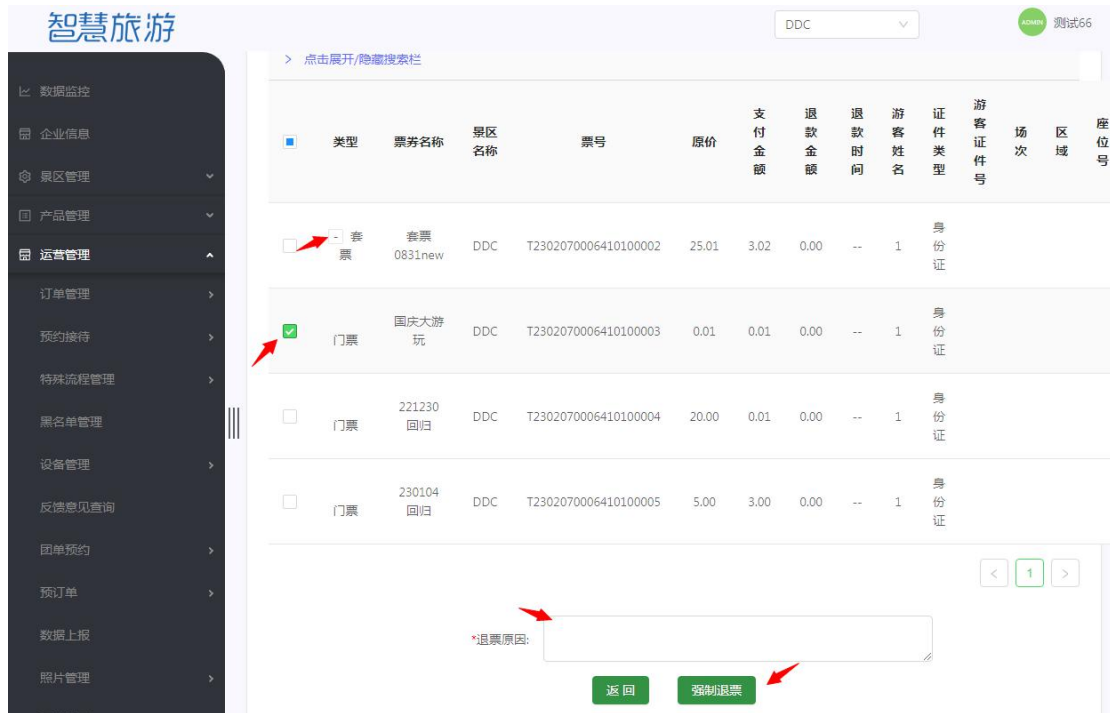 智慧旅游
DDC
ADMIN 测试66
> 点击展开/隐藏搜索栏
数据监控
企业信息
景区管理
产品管理
运营管理
订单管理
预约接待
特殊流程管理
黑名单管理
设备管理
反馈意见查询
团单预约
预订单
数据上报
照片管理
类型 票券名称 景区名称 票号 原价 支付金额 退款金额 退款时间 游客姓名 证件类型 游客证件号 场次 区域 座位号
- 套票 套票0831new DDC T2302070006410100002 25.01 3.02 0.00 -- 1 身份证
门票 国庆大游玩 DDC T2302070006410100003 0.01 0.01 0.00 -- 1 身份证
门票 221230回归 DDC T2302070006410100004 20.00 0.01 0.00 -- 1 身份证
门票 230104回归 DDC T2302070006410100005 5.00 3.00 0.00 -- 1 身份证
< 1 >
*退票原因:
返回 强制退票